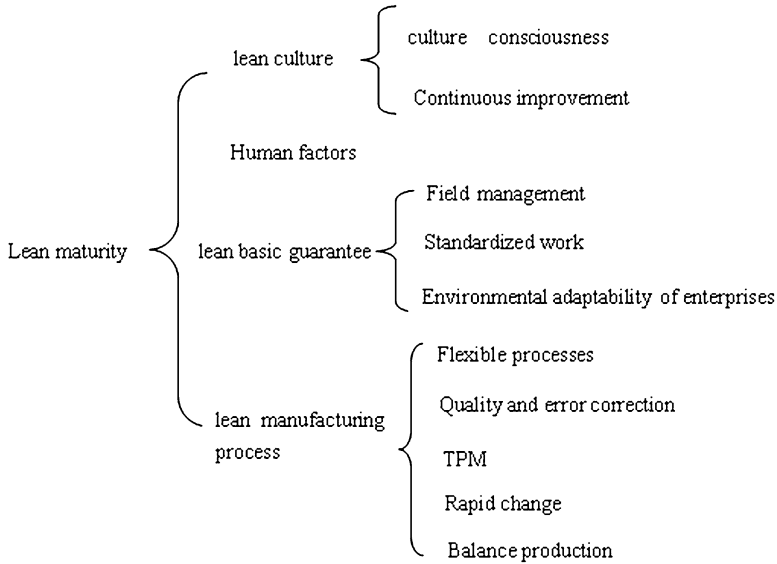 Lean maturity
lean culture
culture consciousness
Continuous improvement
Human factors
lean basic guarantee
Field management
Standardized work
Environmental adaptability of enterprises
lean manufacturing
process
Flexible processes
Quality and error correction
TPM
Rapid change
Balance production